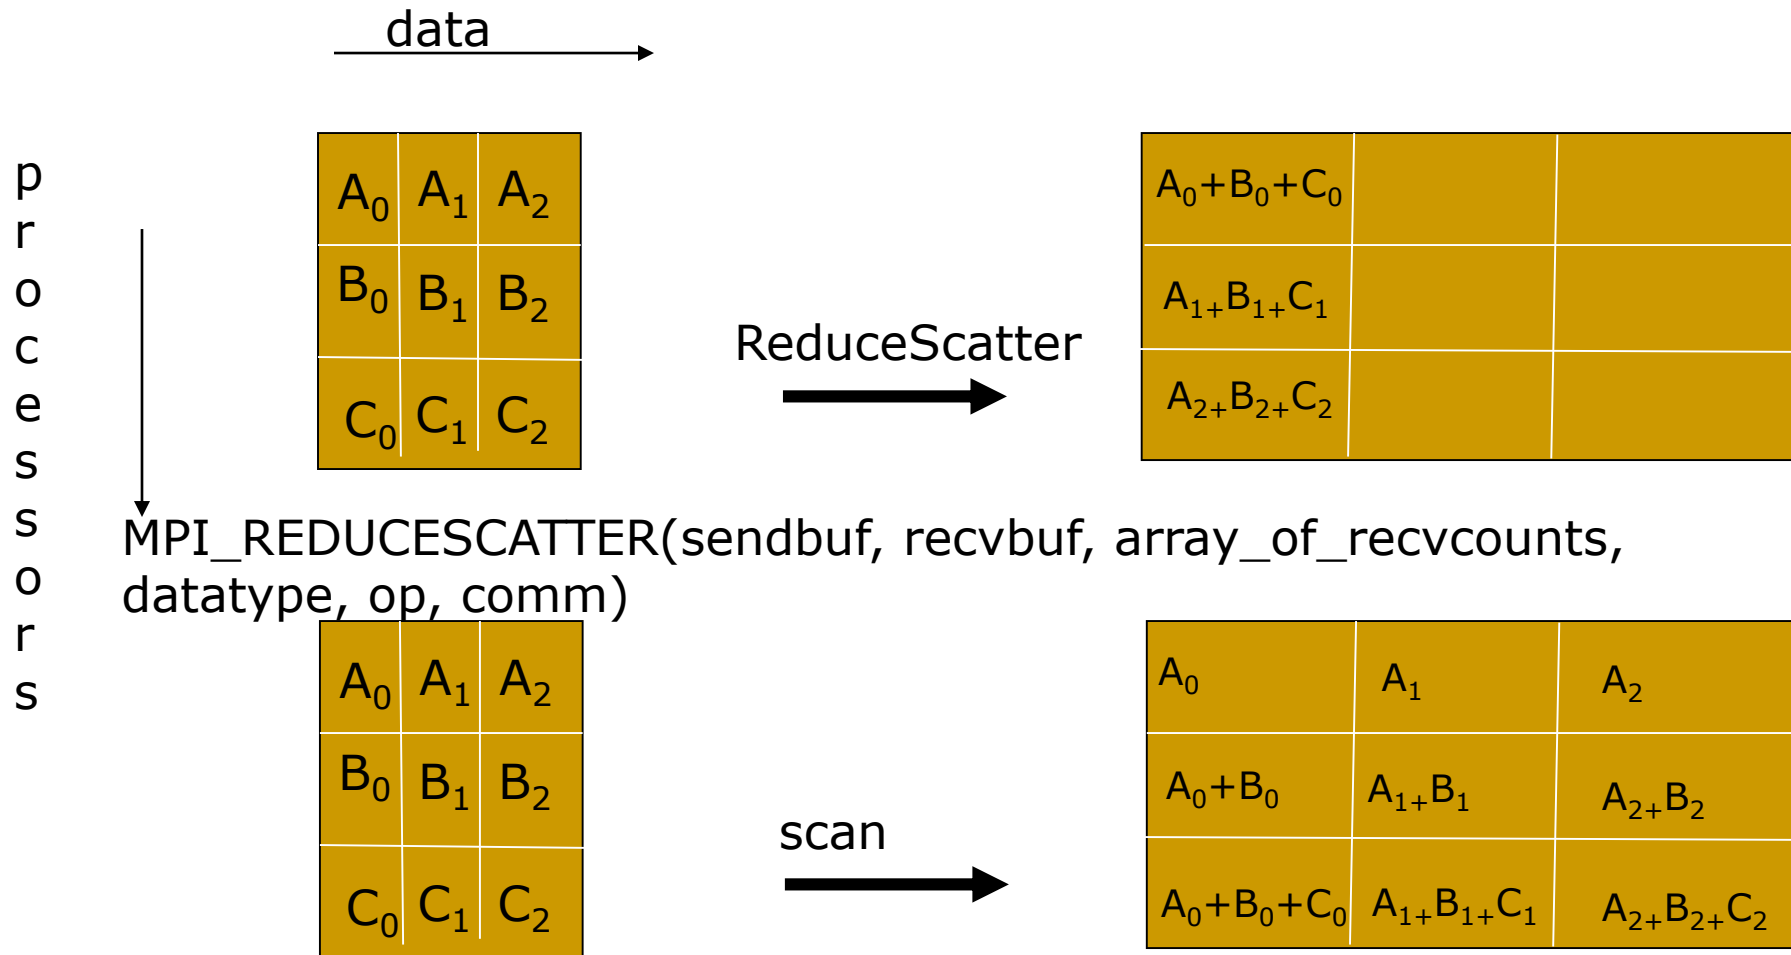 data
processors
A0 A1 A2
B0 B1 B2
C0 C1 C2
ReduceScatter
A0+B0+C0
A1+B1+C1
A2+B2+C2
MPI_REDUCESCATTER(sendbuf, recvbuf, array_of_recvcounts,
datatype, op, comm)
A0 A1 A2
B0 B1 B2
C0 C1 C2
scan
A0 A1 A2
A0+B0 A1+B1 A2+B2
A0+B0+C0 A1+B1+C1 A2+B2+C2